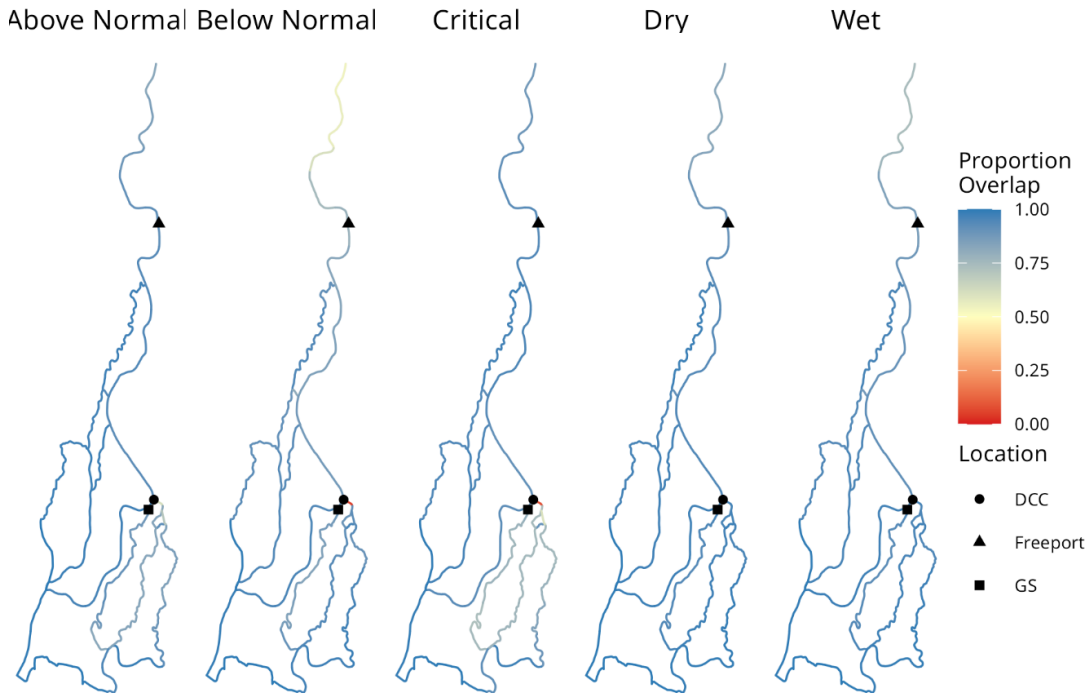 Above Normal
Below Normal
Critical
Dry
Wet
Proportion
Overlap
1.00
0.75
0.50
0.25
0.00
Location
DCC
Freeport
GS